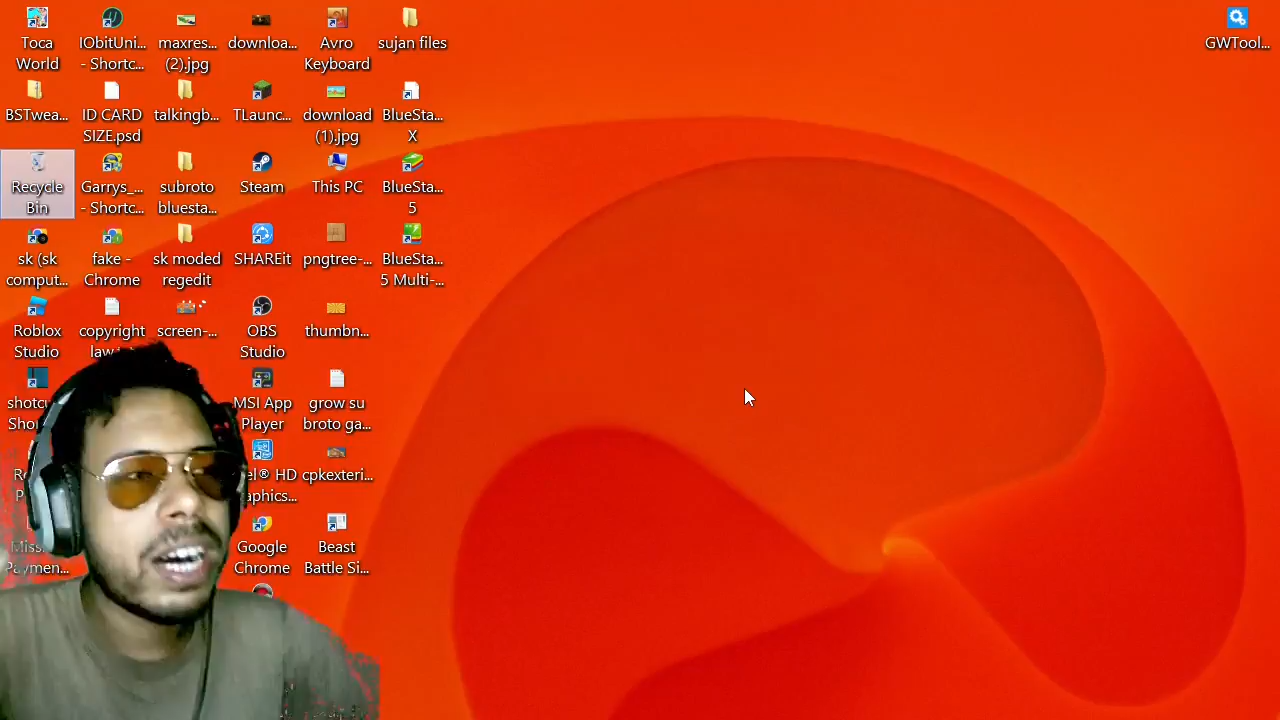 Toca
World
IObitUni...
- Shortc...
maxres...
(2).jpg
downloa...
Avro
Keyboard
sujan files
GWTool...
BSTwea...
ID CARD
SIZE.psd
talkingb...
TLaunc...
download
(1).jpg
BlueSta...
X
Recycle
Bin
Garrys_...
- Shortc...
subroto
bluesta...
Steam
This PC
BlueSta...
5
sk (sk
comput...
fake -
Chrome
sk moded
regedit
SHAREit
pngtree-...
BlueSta...
5 Multi-...
Roblox
Studio
copyright
screen-...
OBS
Studio
thumbn...
MSI App
Player
grow su
broto ga...
HD
cpkexteri...
Google
Chrome
Beast
Battle Si...